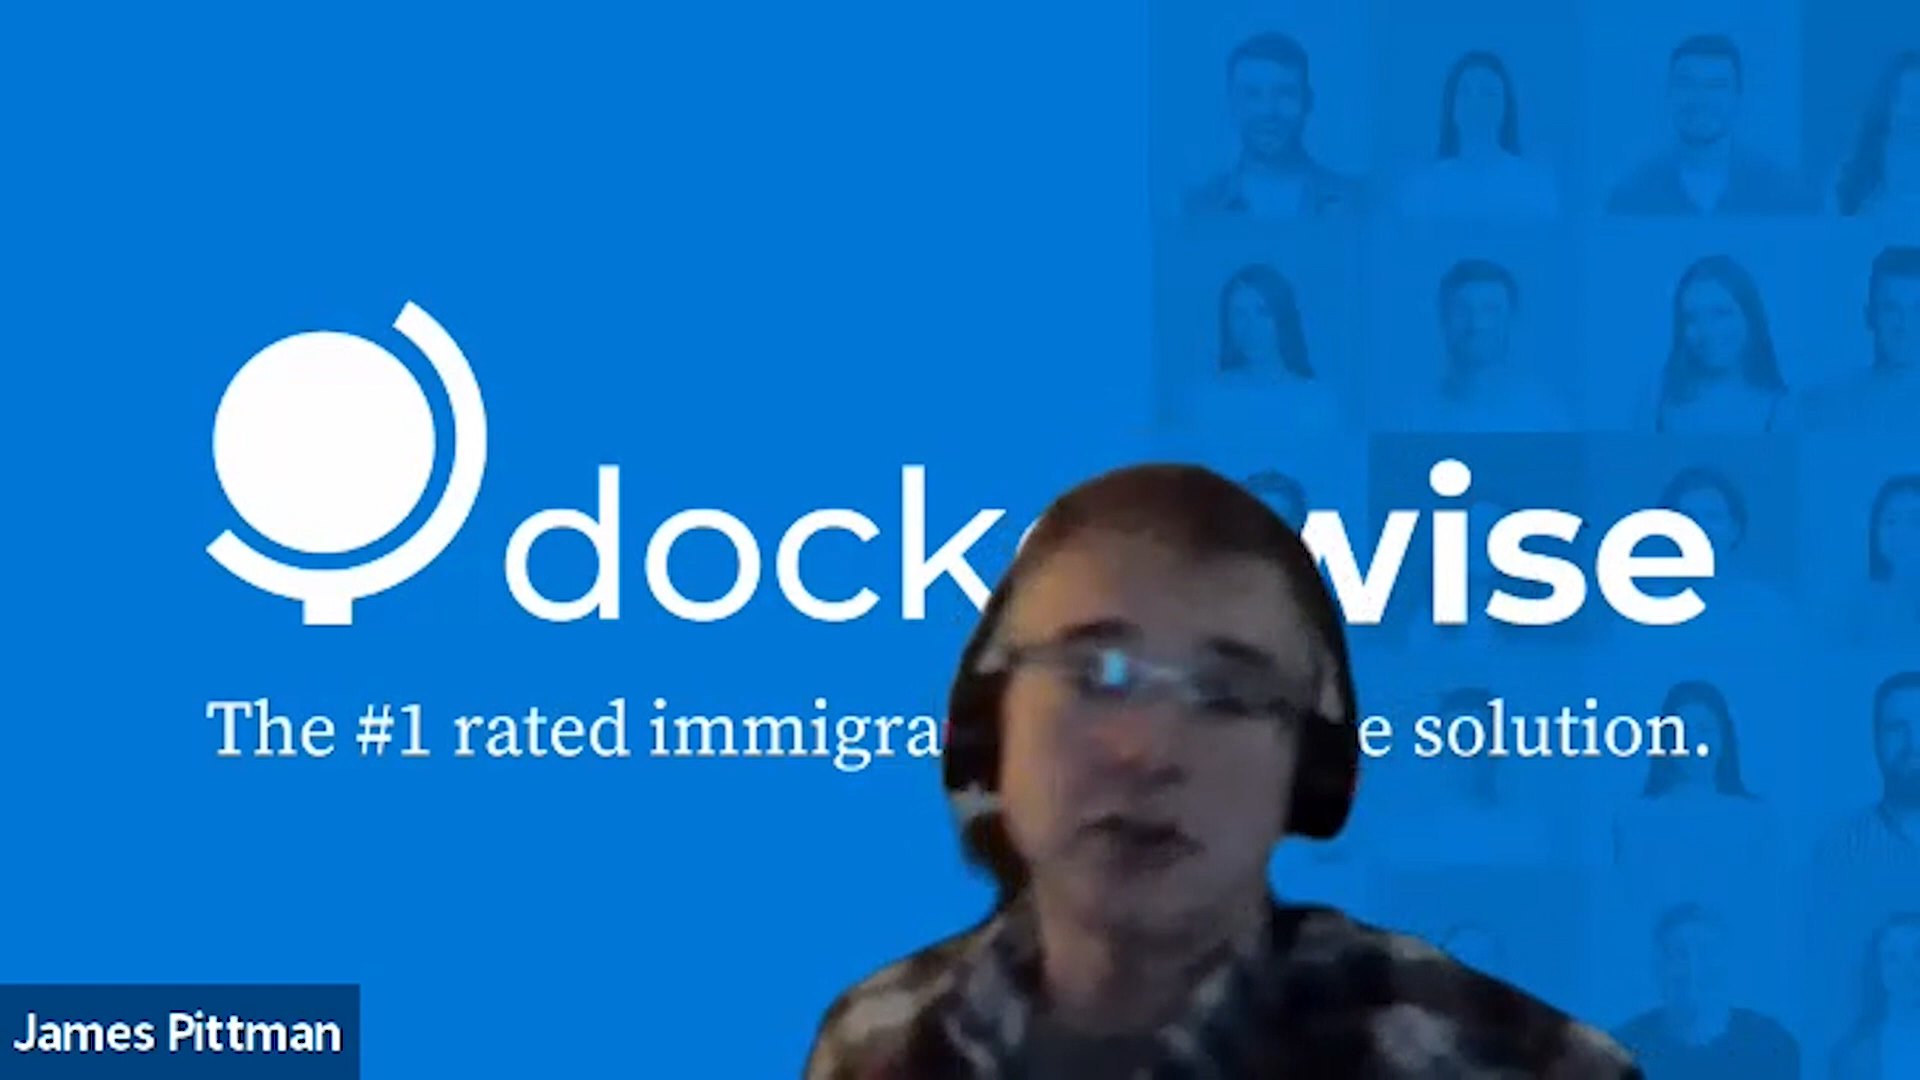 dock wise
The #1 rated immigra e solution.
James Pittman